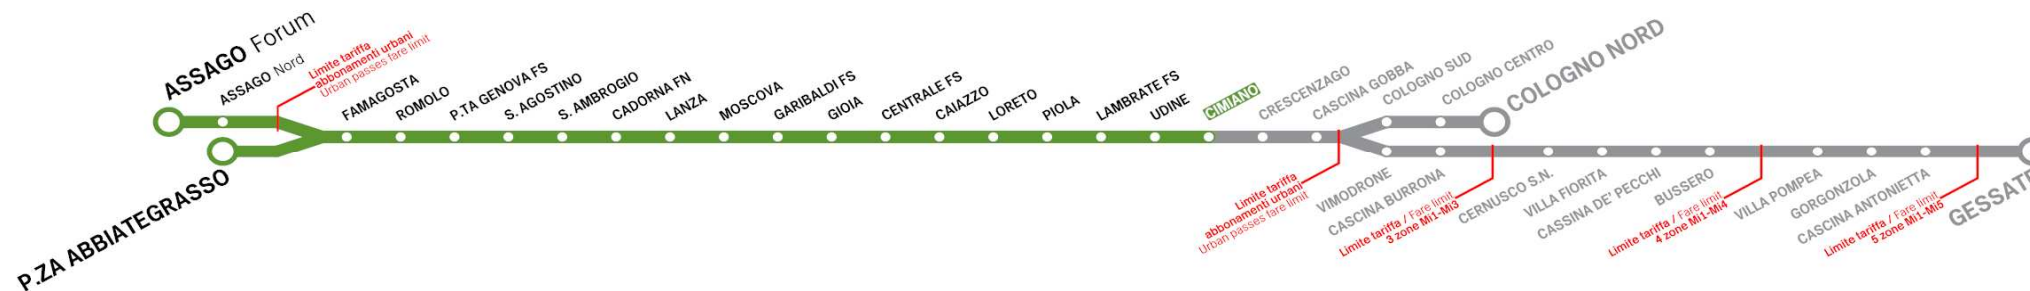 ASSAGO Forum
ASSAGO Nord
Limite tariffa
abbonamenti urbani
Urban passes fare limit
P.ZA ABBIATEGRASSO
FAMAGOSTA
ROMOLO
P.TA GENOVA FS
S. AGOSTINO
S. AMBROGIO
CADORNA FN
LANZA
MOSCOVA
GARIBALDI FS
GIOIA
CENTRALE FS
CAIAZZO
LORETO
PIOLA
LAMBRATE FS
UDINE
CIMIANO
CRESCENZAGO
CASCINA GOBBA
COLOGNO SUD
COLOGNO CENTRO
COLOGNO NORD
Limite tariffa
abbonamenti urbani
Urban passes fare limit
VIMODRONE
CASCINA BURRONA
Limite tariffa / Fare limit
3 zone Mi1-Mi3
CERNUSCO S.N.
VILLA FIORITA
CASSINA DE' PECCHI
BUSSERO
Limite tariffa / Fare limit
4 zone Mi1-Mi4
VILLA POMPEA
GORGONZOLA
CASCINA ANTONIETTA
Limite tariffa / Fare limit
5 zone Mi1-Mi5
GESSATE